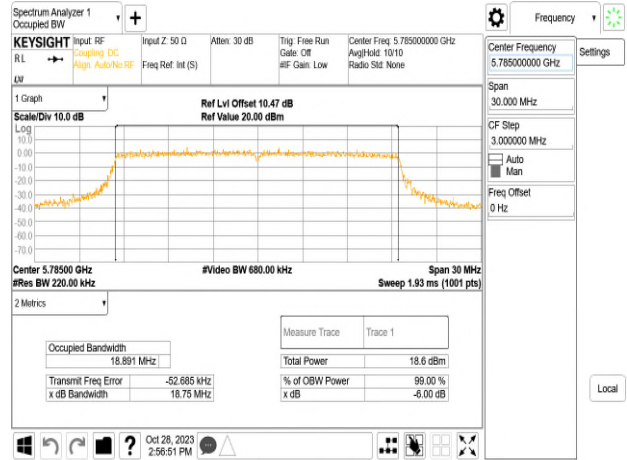 Spectrum Analyzer 1
Occupied BW
Frequency
KEYSIGHT
Input: RF
Input Z: 50 Ω
Atten: 30 dB
Trig: Free Run
Center Freq: 5.785000000 GHz
RL
Coupling: DC
Gate: Off
Avg|Hold: 10/10
Align: Auto/No RF
Freq Ref: Int (S)
#IF Gain: Low
Radio Std: None
Center Frequency
5.785000000 GHz
Settings
Span
30.000 MHz
CF Step
3.000000 MHz
Auto
Man
Freq Offset
0 Hz
1 Graph
Ref Lvl Offset 10.47 dB
Scale/Div 10.0 dB
Ref Value 20.00 dBm
Log
10.0
0.00
-10.0
-20.0
-30.0
-40.0
-50.0
-60.0
-70.0
Center 5.78500 GHz
#Video BW 680.00 kHz
Span 30 MHz
#Res BW 220.00 kHz
Sweep 1.93 ms (1001 pts)
2 Metrics
Measure Trace
Trace 1
Occupied Bandwidth
18.891 MHz
Total Power
18.6 dBm
Transmit Freq Error
-52.685 kHz
% of OBW Power
99.00 %
x dB Bandwidth
18.75 MHz
x dB
-6.00 dB
Local
Oct 28, 2023
2:56:51 PM